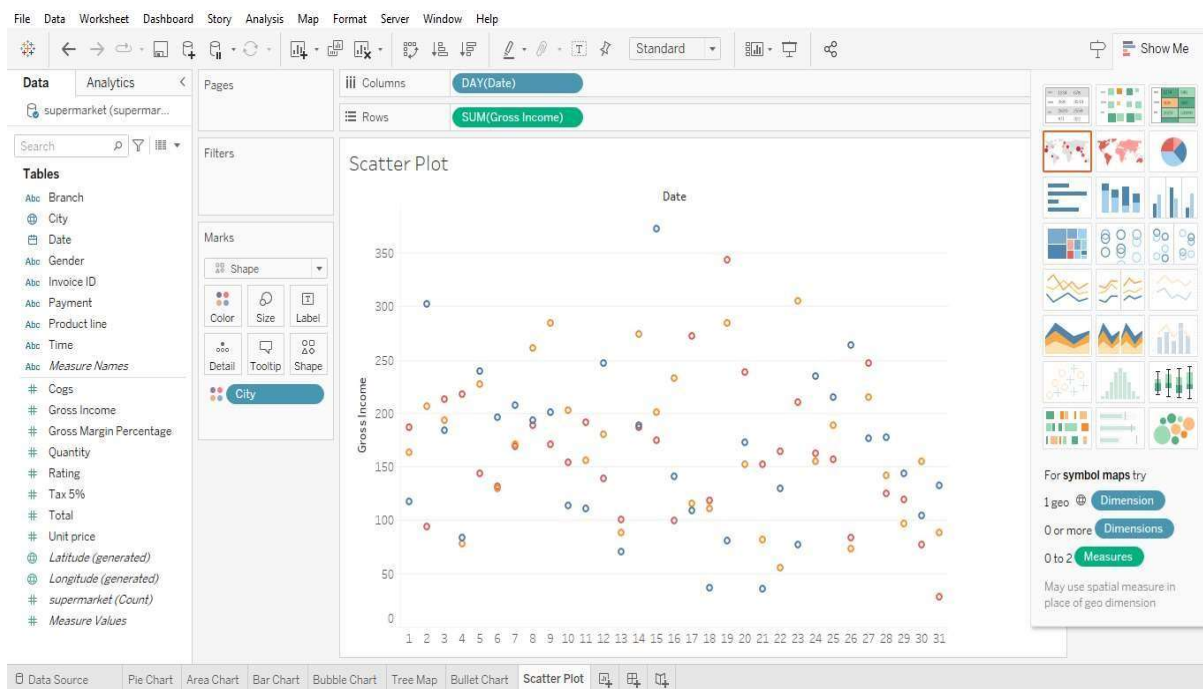 File Data Worksheet Dashboard Story Analysis Map Format Server Window Help
Standard
Show Me
Data Analytics
supermarket (supermar...
Search
Tables
Abc Branch
City
Date
Abc Gender
Abc Invoice ID
Abc Payment
Abc Product line
Abc Time
Abc Measure Names
# Cogs
# Gross Income
# Gross Margin Percentage
# Quantity
# Rating
# Tax 5%
# Total
# Unit price
Latitude (generated)
Longitude (generated)
# supermarket (Count)
# Measure Values
Pages
Filters
Marks
Shape
Color Size Label
Detail Tooltip Shape
City
Columns DAY(Date)
Rows SUM(Gross Income)
Scatter Plot
Date
Gross Income
350
300
250
200
150
100
50
0
1 2 3 4 5 6 7 8 9 10 11 12 13 14 15 16 17 18 19 20 21 22 23 24 25 26 27 28 29 30 31
For symbol maps try
1 geo Dimension
0 or more Dimensions
0 to 2 Measures
May use spatial measure in
place of geo dimension
Data Source Pie Chart Area Chart Bar Chart Bubble Chart Tree Map Bullet Chart Scatter Plot